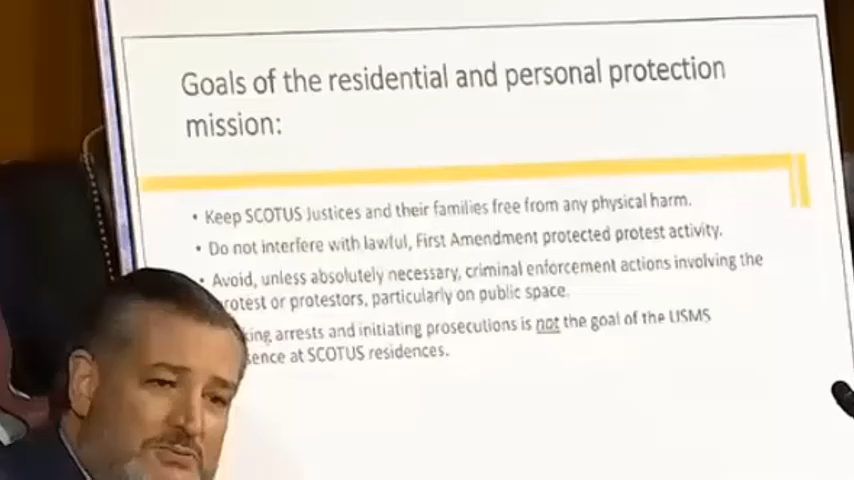 Goals of the residential and personal protection
mission:
• Keep SCOTUS Justices and their families free from any physical harm.
• Do not interfere with lawful, First Amendment protected protest activity.
• Avoid, unless absolutely necessary, criminal enforcement actions involving the
rotest or protestors, particularly on public space.
king arrests and initiating prosecutions is not the goal of the USMS
ence at SCOTUS residences.